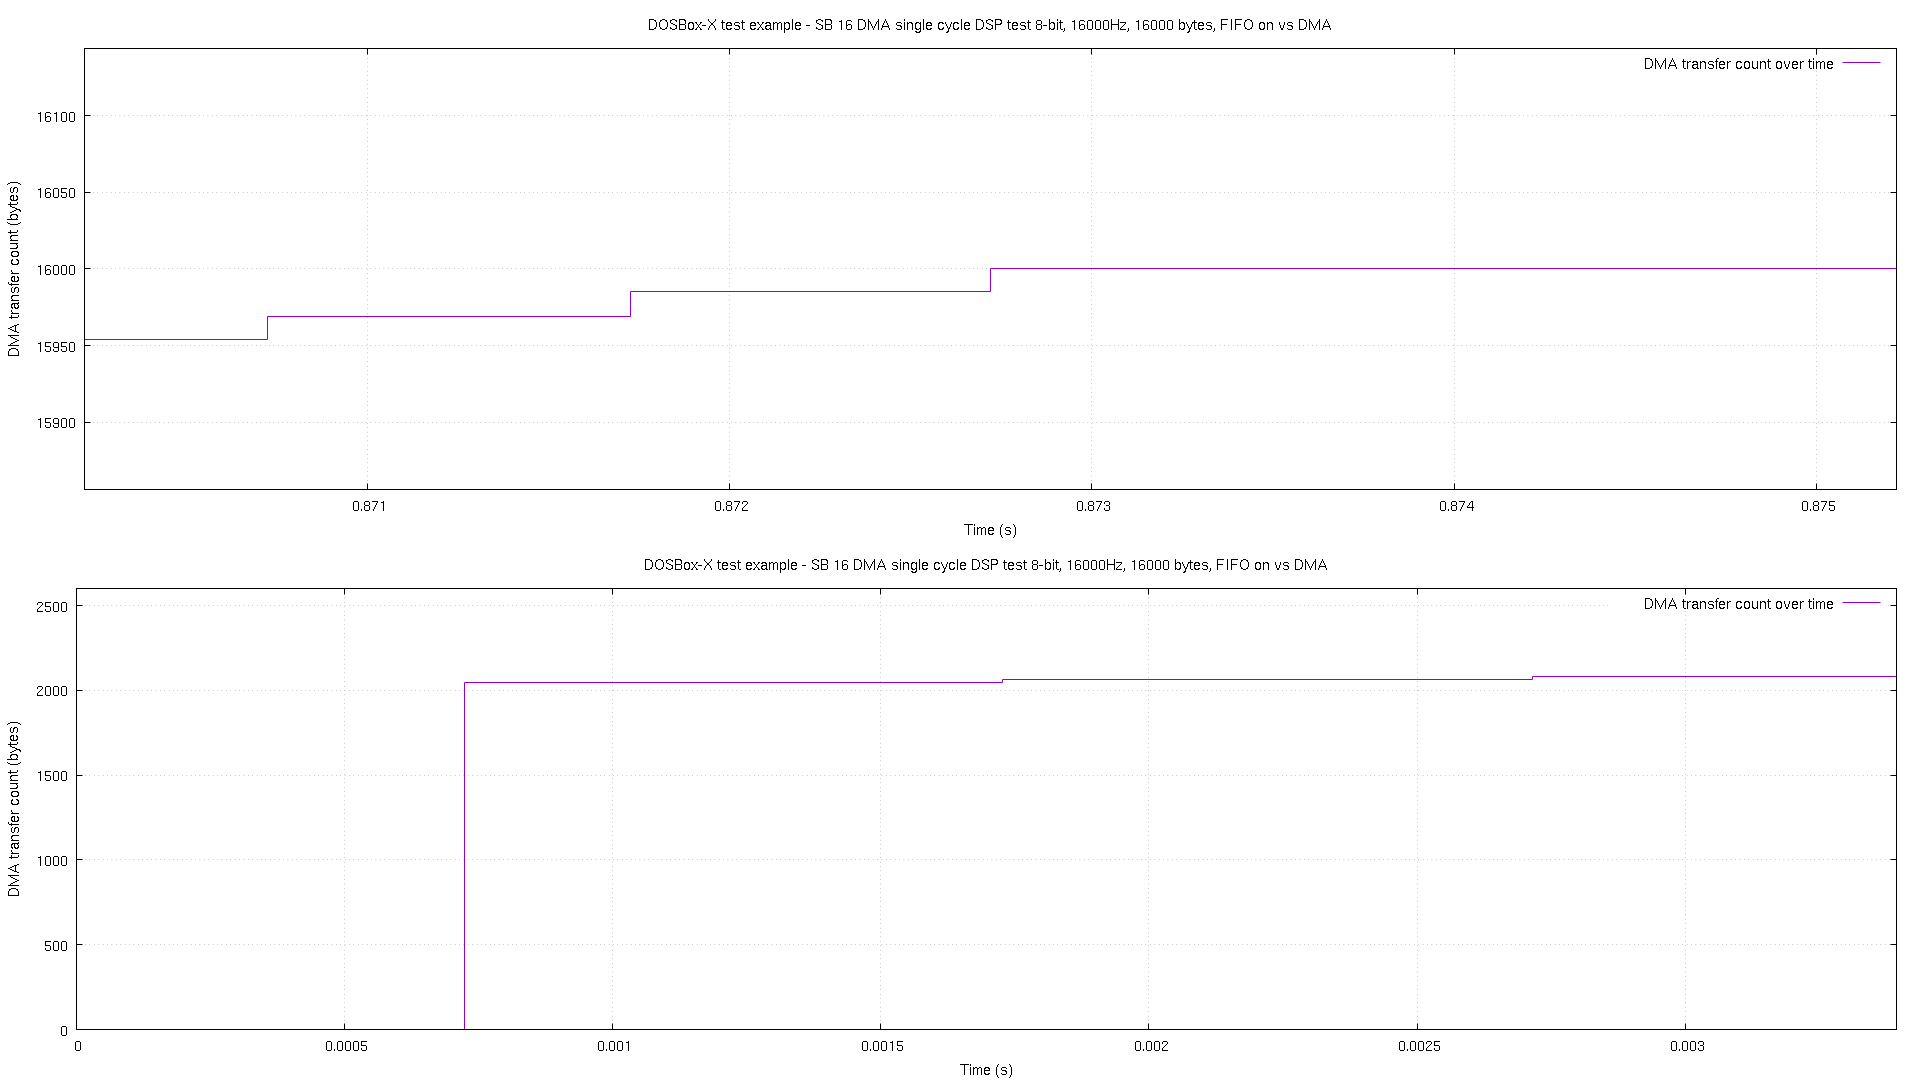 DOSBox-X test example - SB 16 DMA single cycle DSP test 8-bit, 16000Hz, 16000 bytes, FIFO on vs DMA
DMA transfer count over time
DMA transfer count (bytes)
16100
16050
16000
15950
15900
0.871 0.872 0.873 0.874 0.875
Time (s)
DOSBox-X test example - SB 16 DMA single cycle DSP test 8-bit, 16000Hz, 16000 bytes, FIFO on vs DMA
DMA transfer count over time
DMA transfer count (bytes)
2500
2000
1500
1000
500
0
0 0.0005 0.001 0.0015 0.002 0.0025 0.003
Time (s)